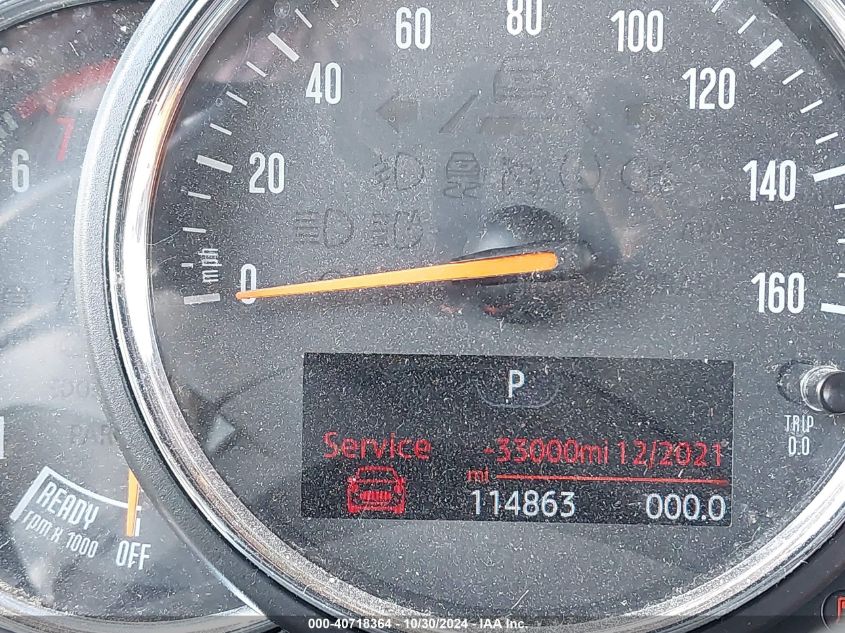 60 80 100
40 120
20 140
0 mph 160
6 7
P
TRIP
0.0
Service -33000mi 12/2021
mi
114863 000.0
READY
rpm x 1000
OFF
000-40718364 - 10/30/2024 - IAA Inc.